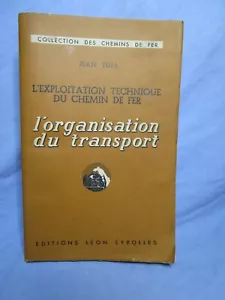 COLLECTION DES CHEMINS DE FER
L'EXPLOITATION TECHNIQUE
DU CHEMIN DE FER
l'organisation
du transport
EDITIONS LEON EYROLLES